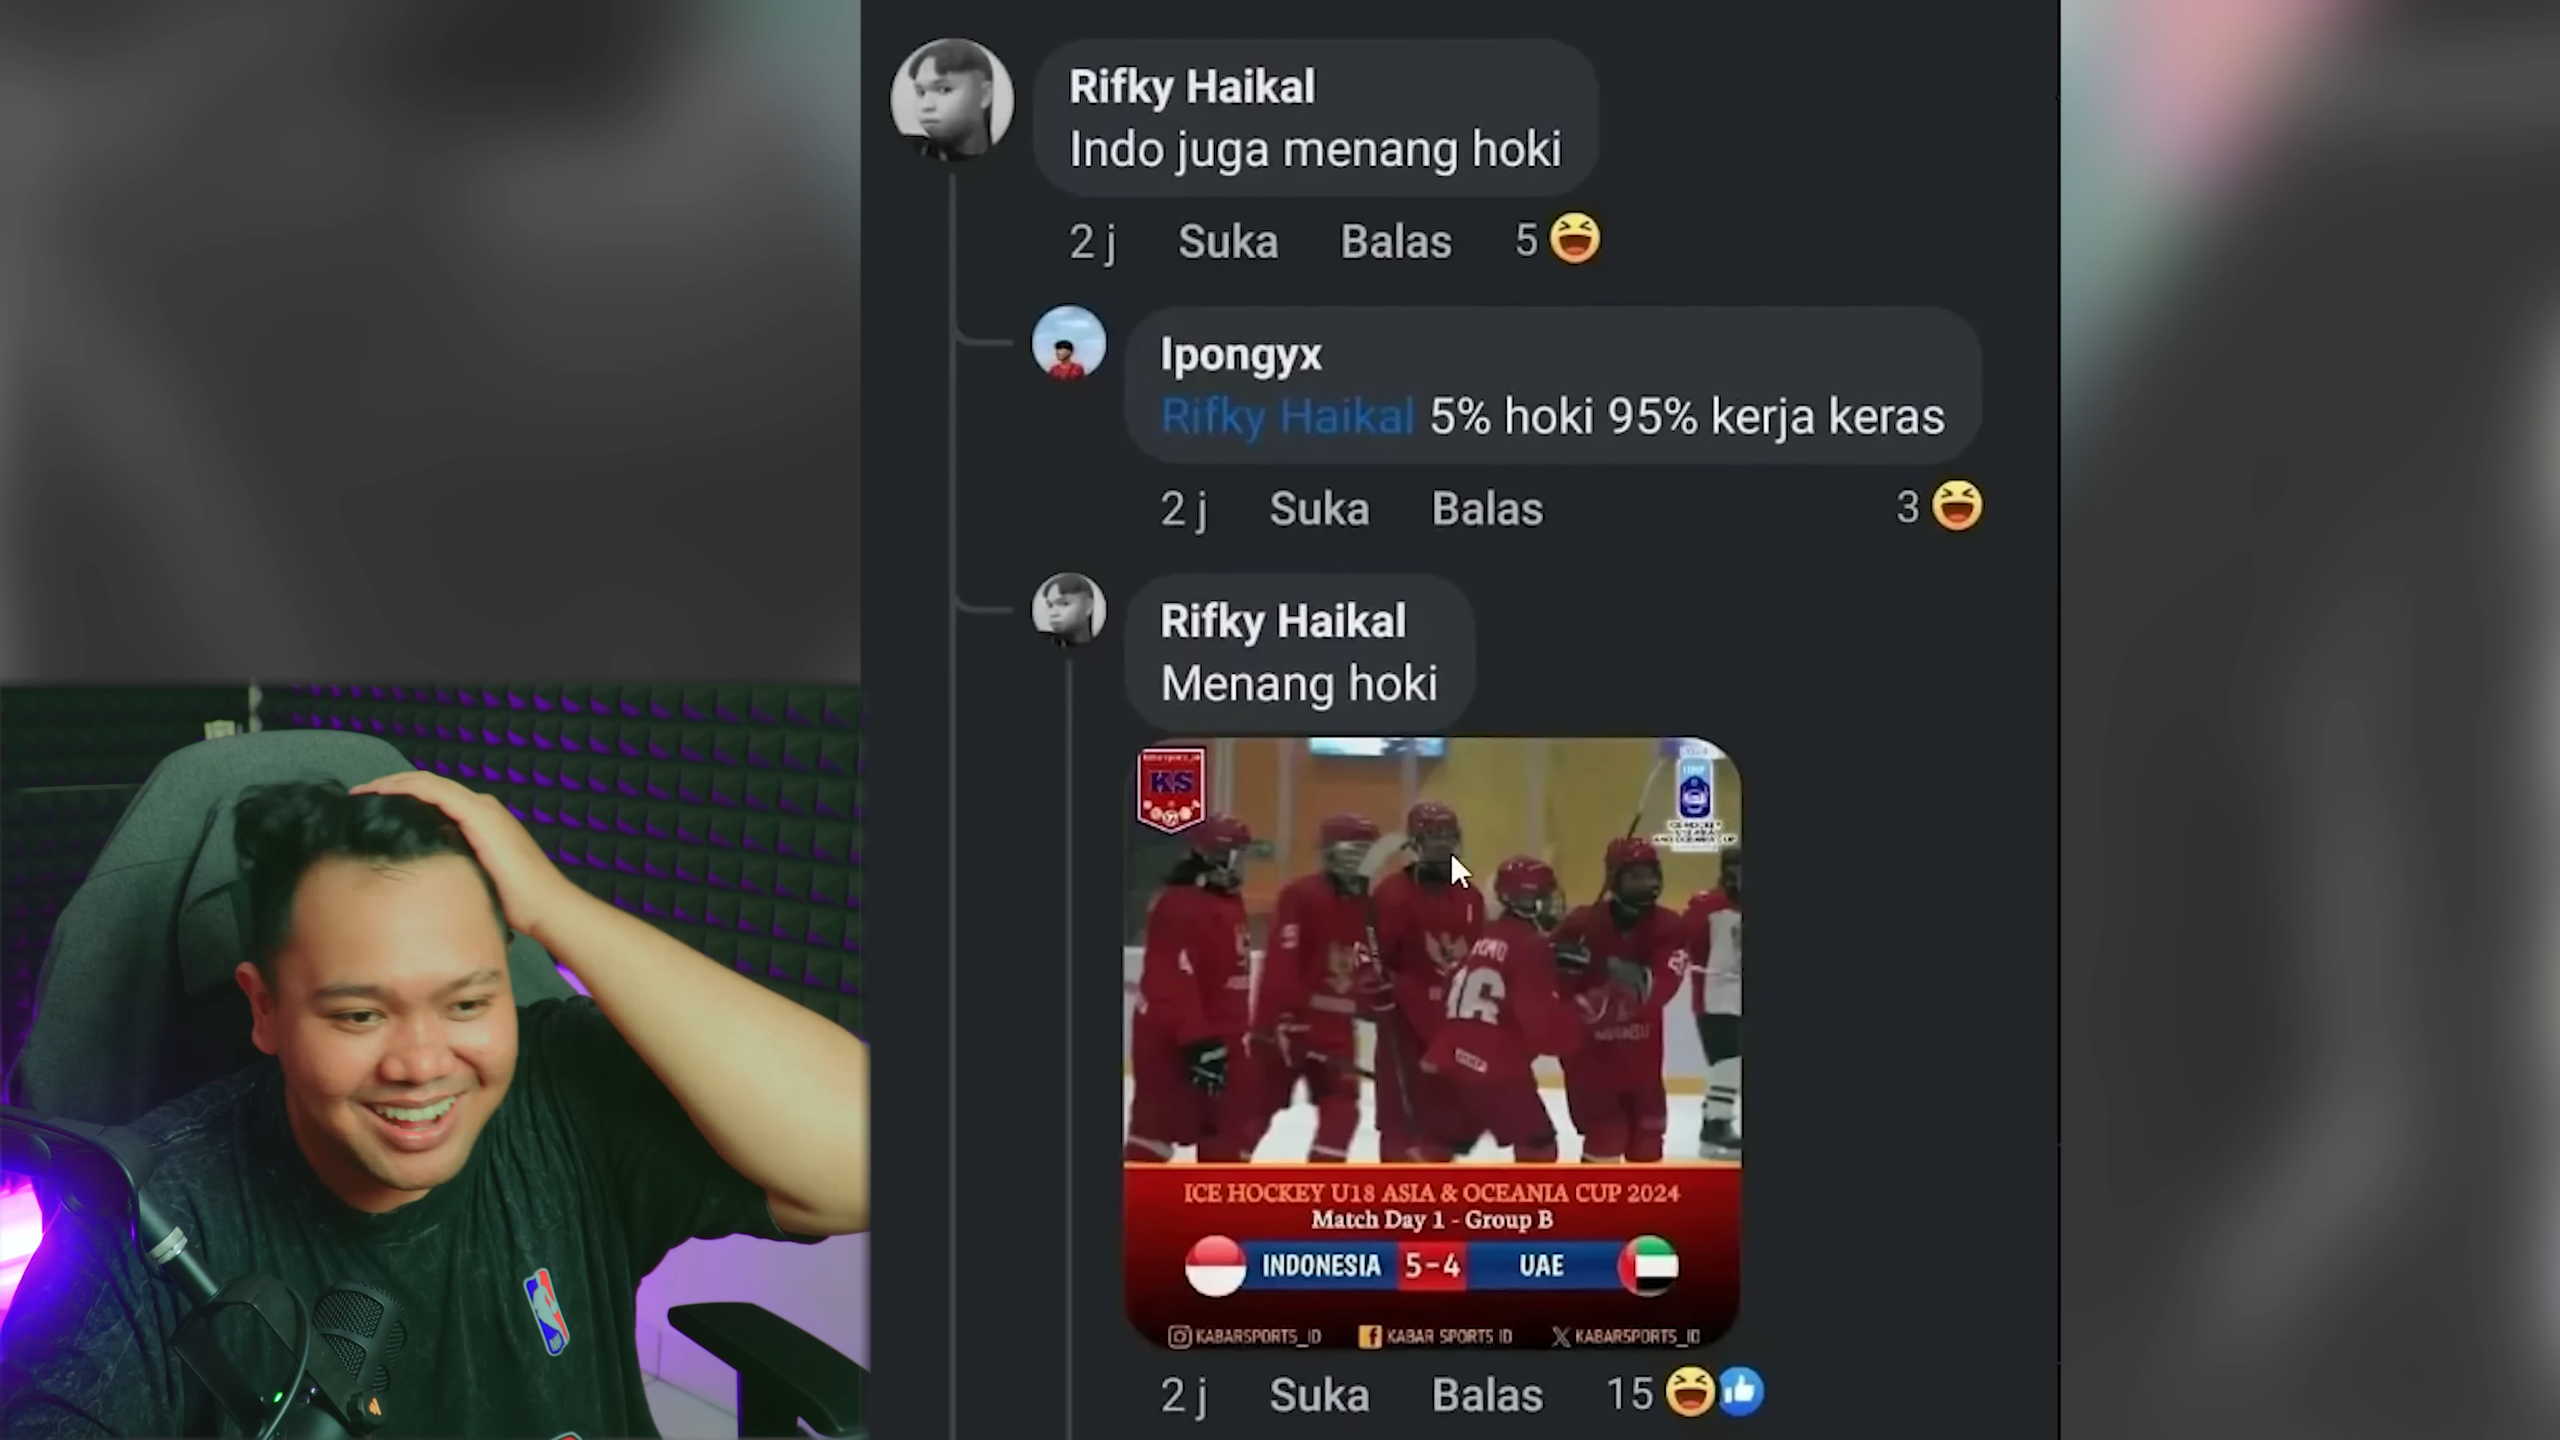 Rifky Haikal
Indo juga menang hoki
2 j Suka Balas 5
Ipongyx
Rifky Haikal 5% hoki 95% kerja keras
2 j Suka Balas 3
Rifky Haikal
Menang hoki
KS
16
ICE HOCKEY U18 ASIA & OCEANIA CUP 2024
Match Day 1 - Group B
INDONESIA 5-4 UAE
KABARSPORTS_ID KABAR SPORTS ID KABARSPORTS_ID
2 j Suka Balas 15